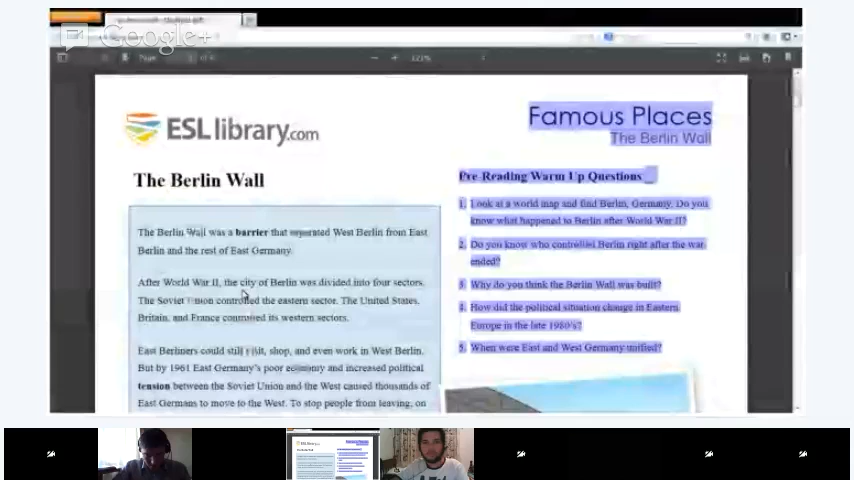 Google+
Page
ESL library.com
Famous Places
The Berlin Wall
The Berlin Wall
The Berlin Wall was a barrier that separated West Berlin from East
Berlin and the rest of East Germany.
After World War II, the city of Berlin was divided into four sectors.
The Soviet Union controlled the eastern sector. The United States,
Britain, and France controlled its western sectors.
East Berliners could still visit, shop, and even work in West Berlin.
But by 1961 East Germany's poor economy and increased political
tension between the Soviet Union and the West caused thousands of
East Germans to move to the West. To stop people from leaving, on
Pre-Reading Warm Up Questions
1. Look at a world map and find Berlin, Germany. Do you
know what happened to Berlin after World War II?
2. Do you know who controlled Berlin right after the war
ended?
3. Why do you think the Berlin Wall was built?
4. How did the political situation change in Eastern
Europe in the late 1980's?
5. When were East and West Germany unified?